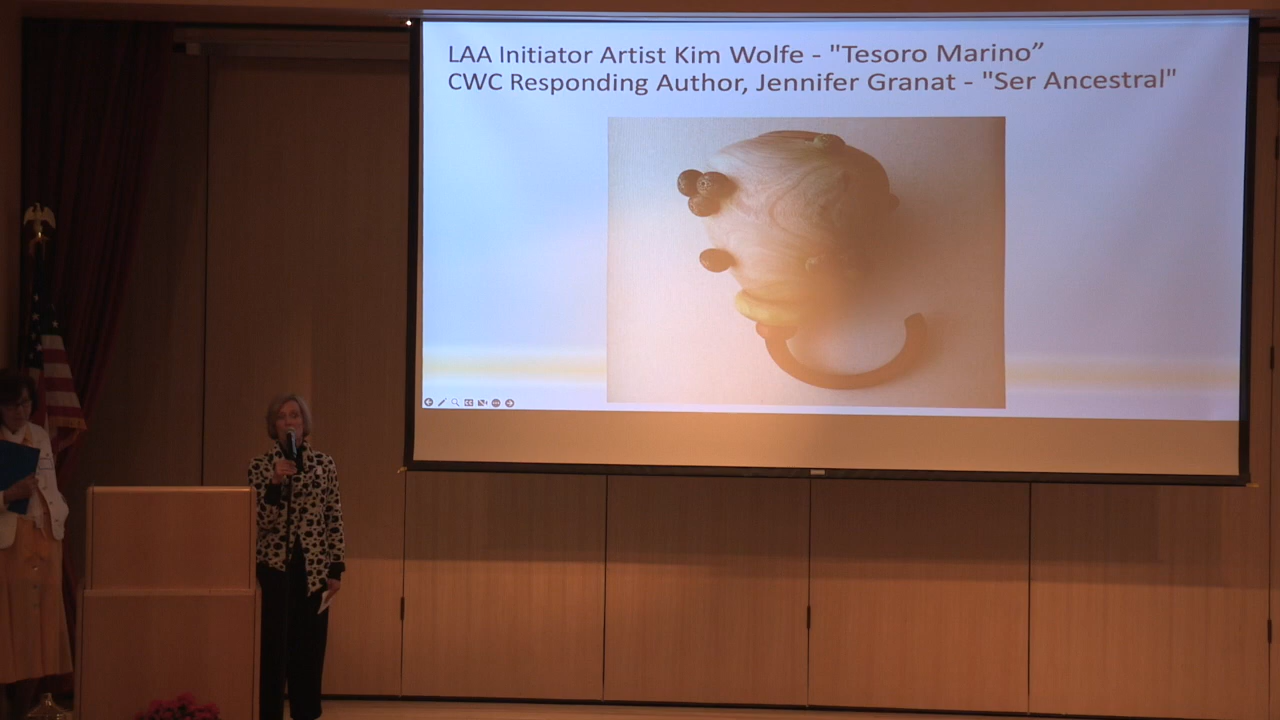 LAA Initiator Artist Kim Wolfe - "Tesoro Marino”
CWC Responding Author, Jennifer Granat - "Ser Ancestral"